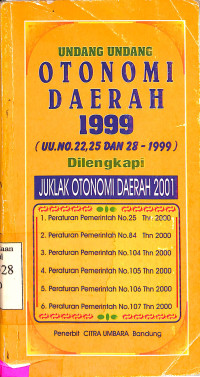 UNDANG UNDANG
OTONOMI
DAERAH
1999
(UU.NO.22,25 DAN 28 - 1999)
Dilengkapi
JUKLAK OTONOMI DAERAH 2001
1. Peraturan Pemerintah No.25 Thn 2000
2. Peraturan Pemerintah No.84 Thn 2000
3. Peraturan Pemerintah No.104 Thn 2000
4. Peraturan Pemerintah No.105 Thn 2000
5. Peraturan Pemerintah No.106 Thn 2000
6. Peraturan Pemerintah No.107 Thn 2000
Penerbit CITRA UMBARA Bandung
28